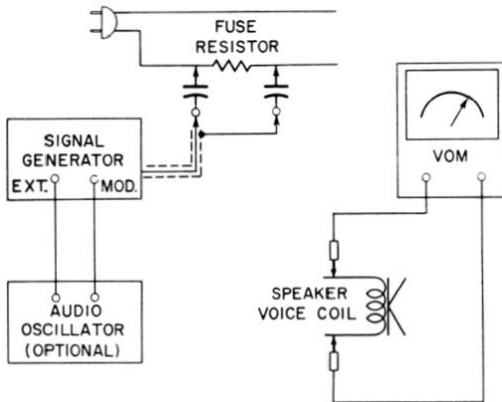 FUSE
RESISTOR
SIGNAL
GENERATOR
EXT. MOD.
VOM
AUDIO
OSCILLATOR
(OPTIONAL)
SPEAKER
VOICE COIL